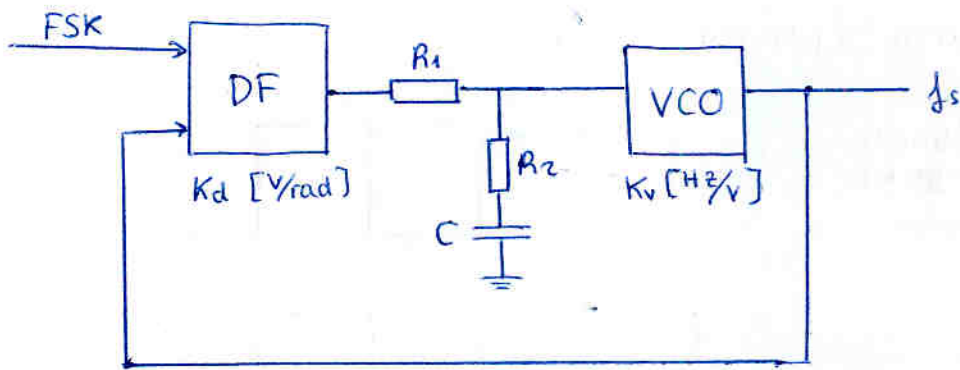 FSK
DF
R1
VCO
fs
R2
Kd [V/rad]
Kv [Hz/V]
C